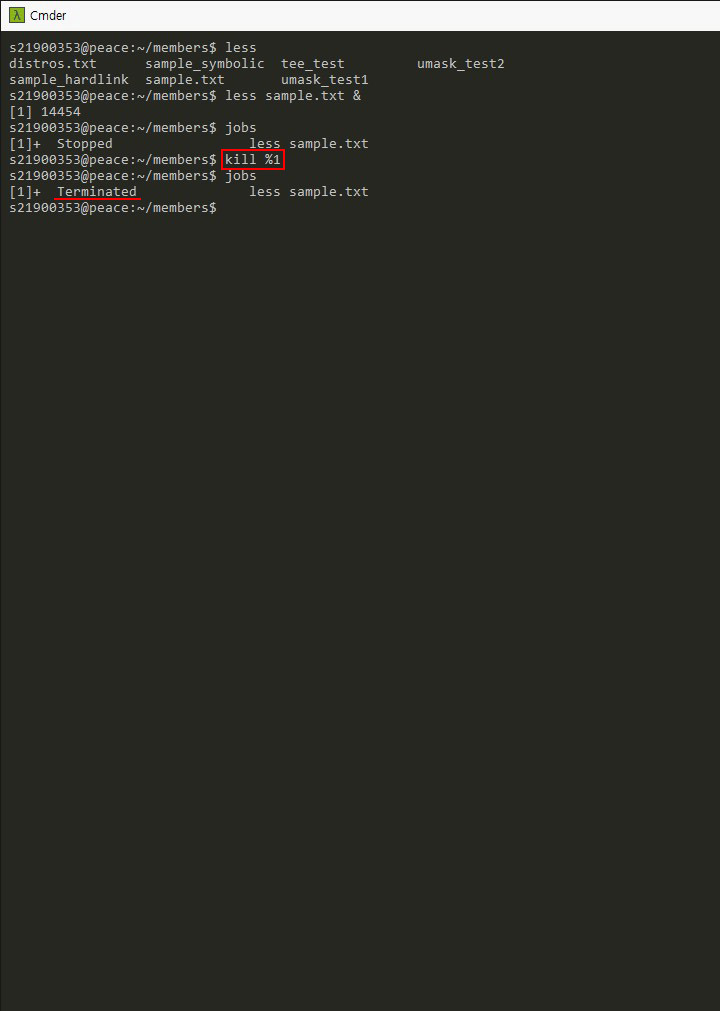 λ Cmder
s21900353@peace:~/members$ less
distros.txt      sample_symbolic  tee_test         umask_test2
sample_hardlink  sample.txt       umask_test1
s21900353@peace:~/members$ less sample.txt &
[1] 14454
s21900353@peace:~/members$ jobs
[1]+  Stopped                 less sample.txt
s21900353@peace:~/members$ kill %1
s21900353@peace:~/members$ jobs
[1]+  Terminated              less sample.txt
s21900353@peace:~/members$